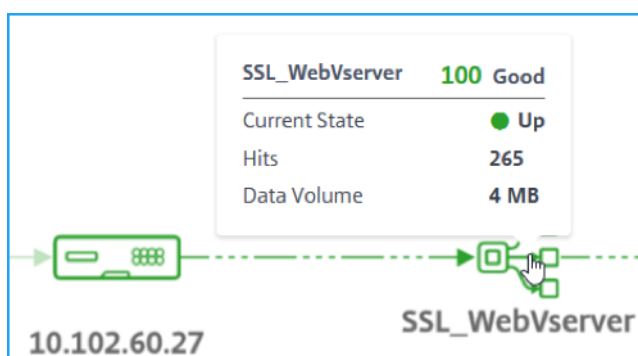 SSL_WebVserver 100 Good
Current State Up
Hits 265
Data Volume 4 MB
SSL_WebVserver
10.102.60.27